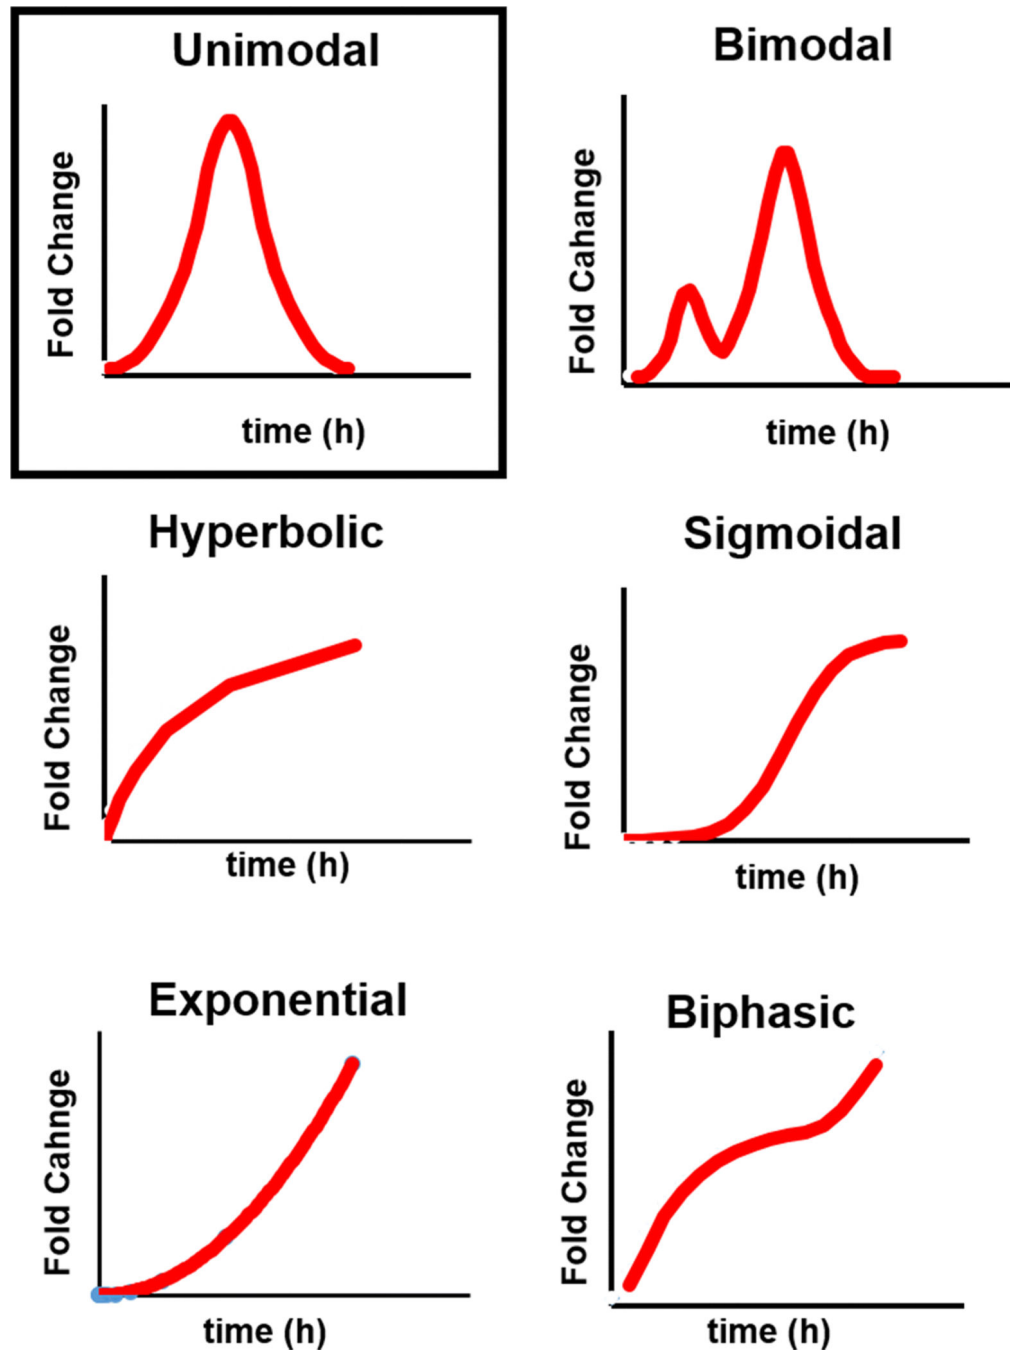 Unimodal
Fold Change
time (h)
Bimodal
Fold Cahange
time (h)
Hyperbolic
Fold Change
time (h)
Sigmoidal
Fold Change
time (h)
Exponential
Fold Cahnge
time (h)
Biphasic
Fold Change
time (h)